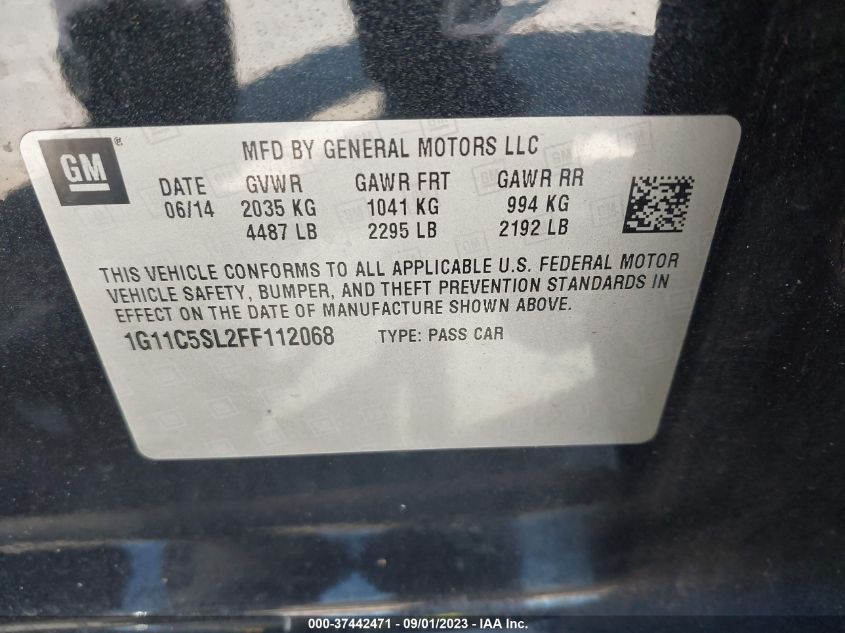 GM®
MFD BY GENERAL MOTORS LLC
DATE GVWR GAWR FRT GAWR RR
06/14 2035 KG 1041 KG 994 KG
4487 LB 2295 LB 2192 LB
THIS VEHICLE CONFORMS TO ALL APPLICABLE U.S. FEDERAL MOTOR
VEHICLE SAFETY, BUMPER, AND THEFT PREVENTION STANDARDS IN
EFFECT ON THE DATE OF MANUFACTURE SHOWN ABOVE.
1G11C5SL2FF112068 TYPE: PASS CAR
000-37442471 - 09/01/2023 - IAA Inc.